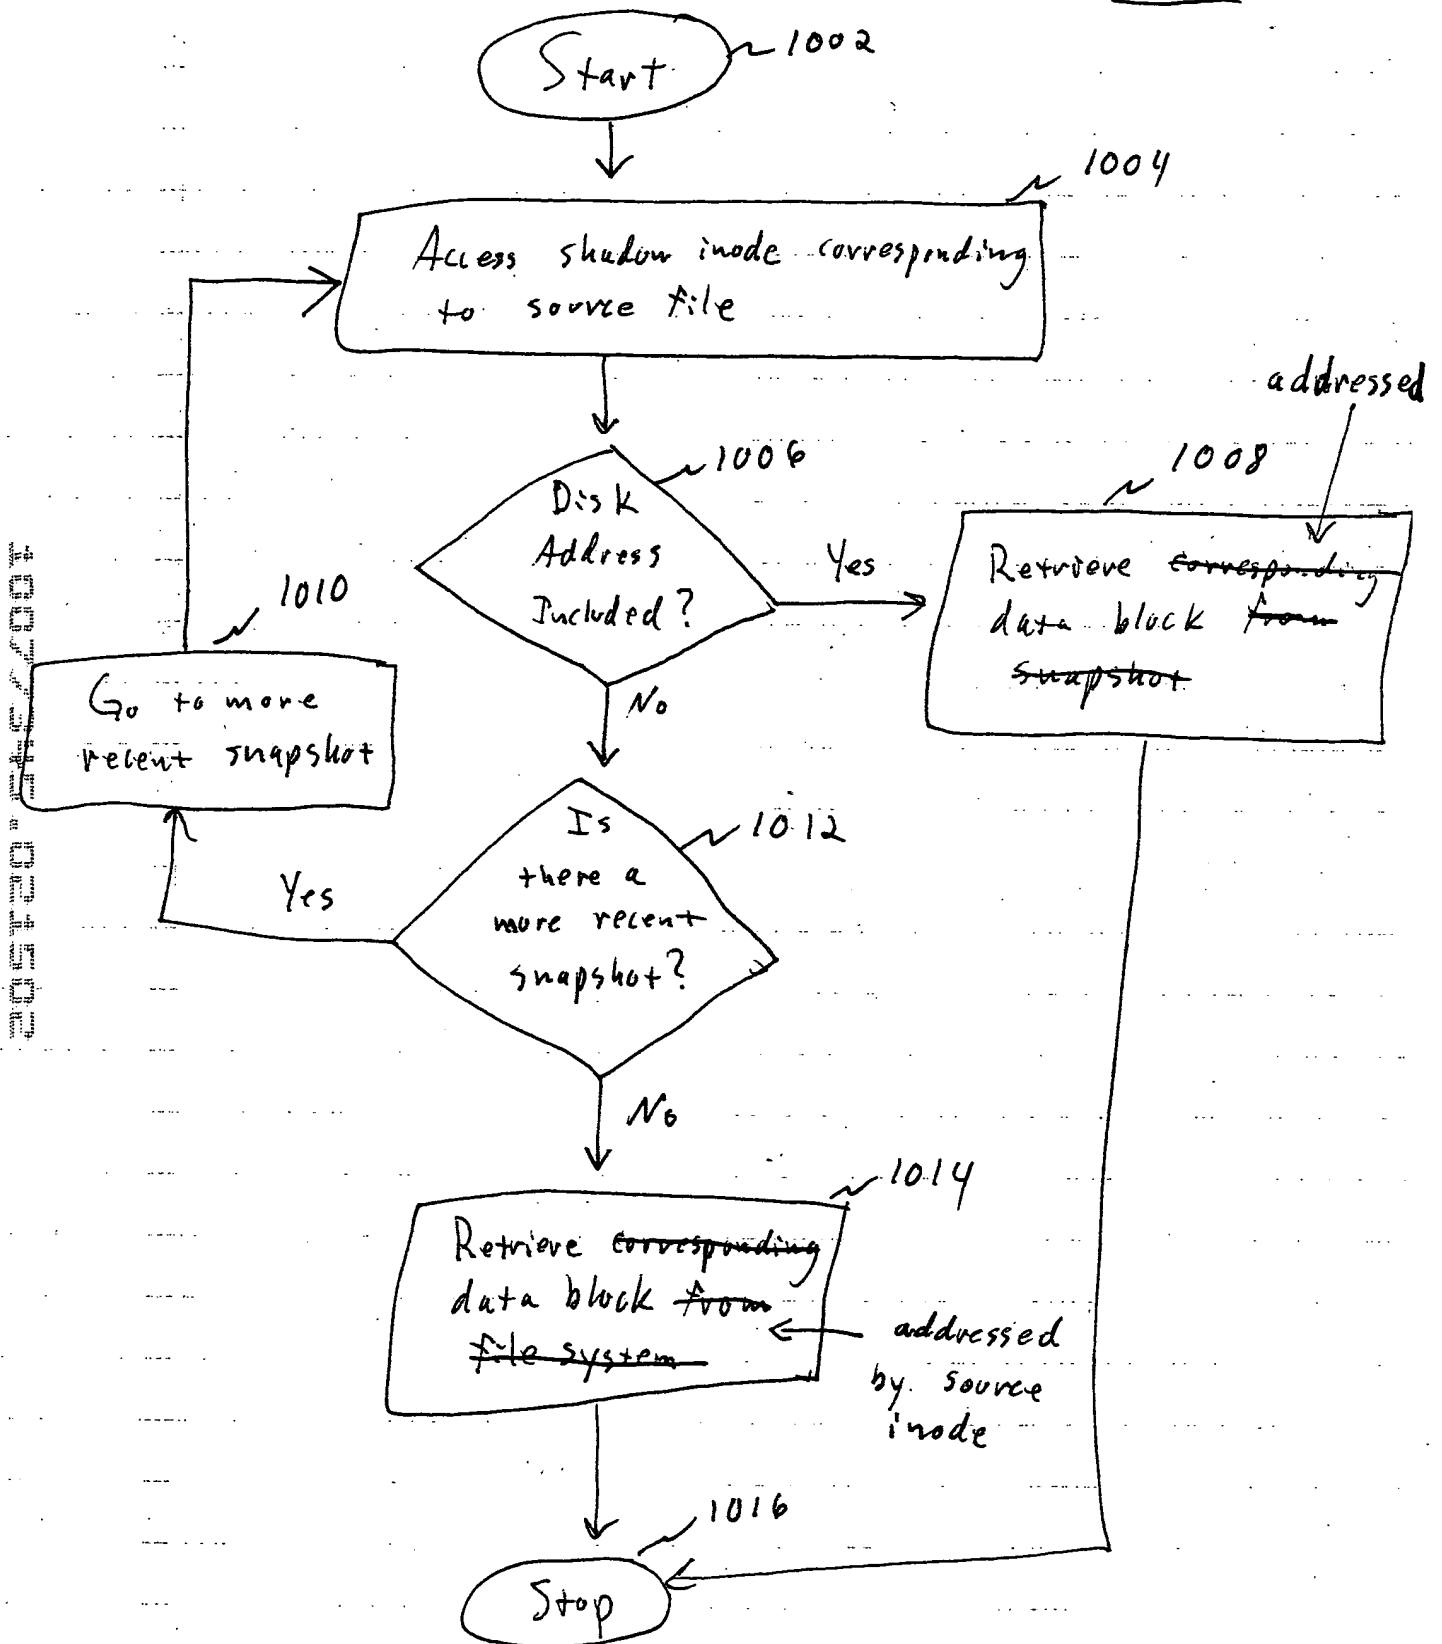 Start
1002
1004
Access shadow inode corresponding
to source file
addressed
1006
Disk
Address
Included?
Yes
1008
Retrieve corresponding
data block from
snapshot
1010
Go to more
recent snapshot
No
Is
there a
more recent
snapshot?
1012
Yes
No
1014
Retrieve corresponding
data block from
file system
addressed
by source
inode
1016
Stop